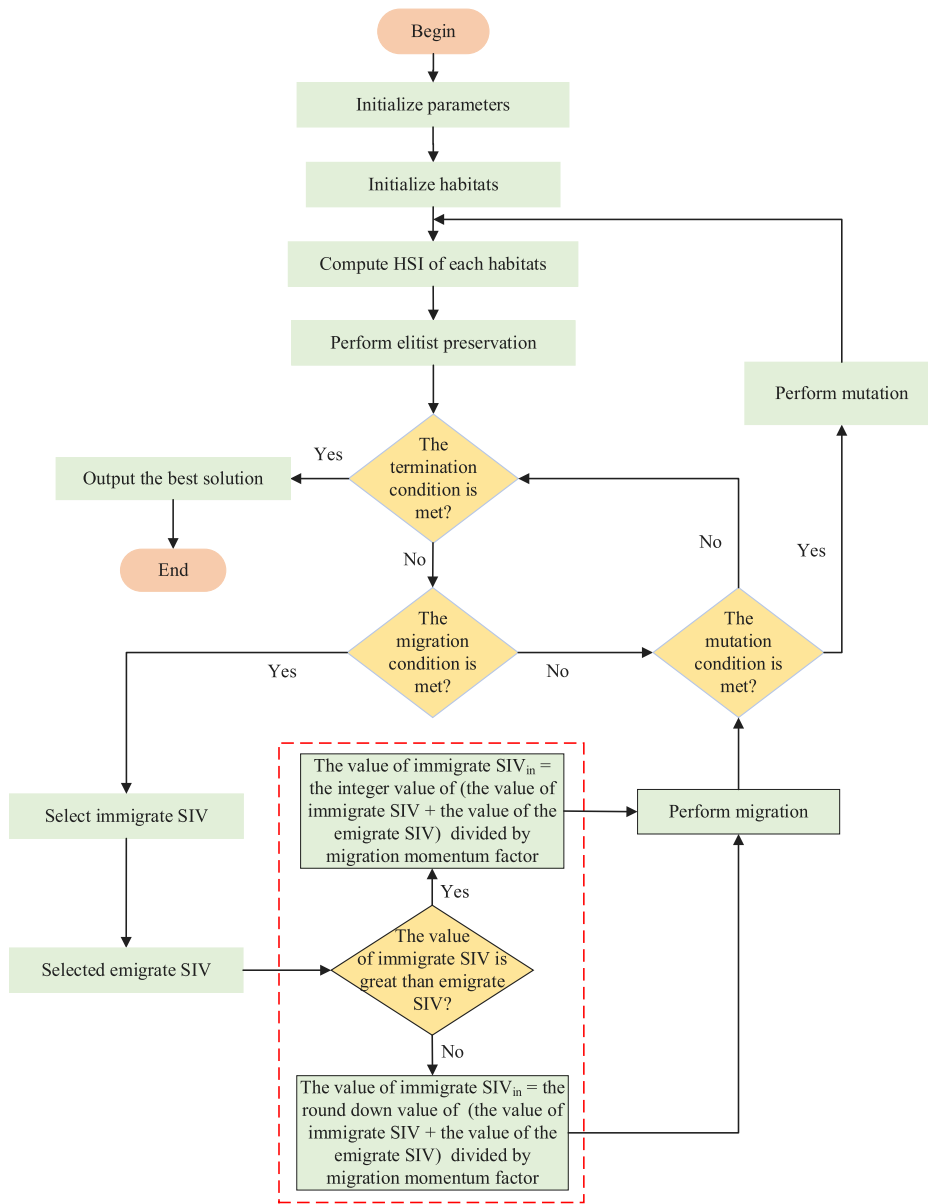 Begin
Initialize parameters
Initialize habitats
Compute HSI of each habitats
Perform elitist preservation
Perform mutation
The
termination
condition is
met?
Yes
Output the best solution
End
No
No
Yes
The
migration
condition is
met?
Yes
No
The
mutation
condition is
met?
The value of immigrate SIVin =
the integer value of (the value of
immigrate SIV + the value of the
emigrate SIV) divided by
migration momentum factor
Select immigrate SIV
Perform migration
Yes
The value
of immigrate SIV is
great than emigrate
SIV?
Selected emigrate SIV
No
The value of immigrate SIVin = the
round down value of (the value of
immigrate SIV + the value of the
emigrate SIV) divided by
migration momentum factor